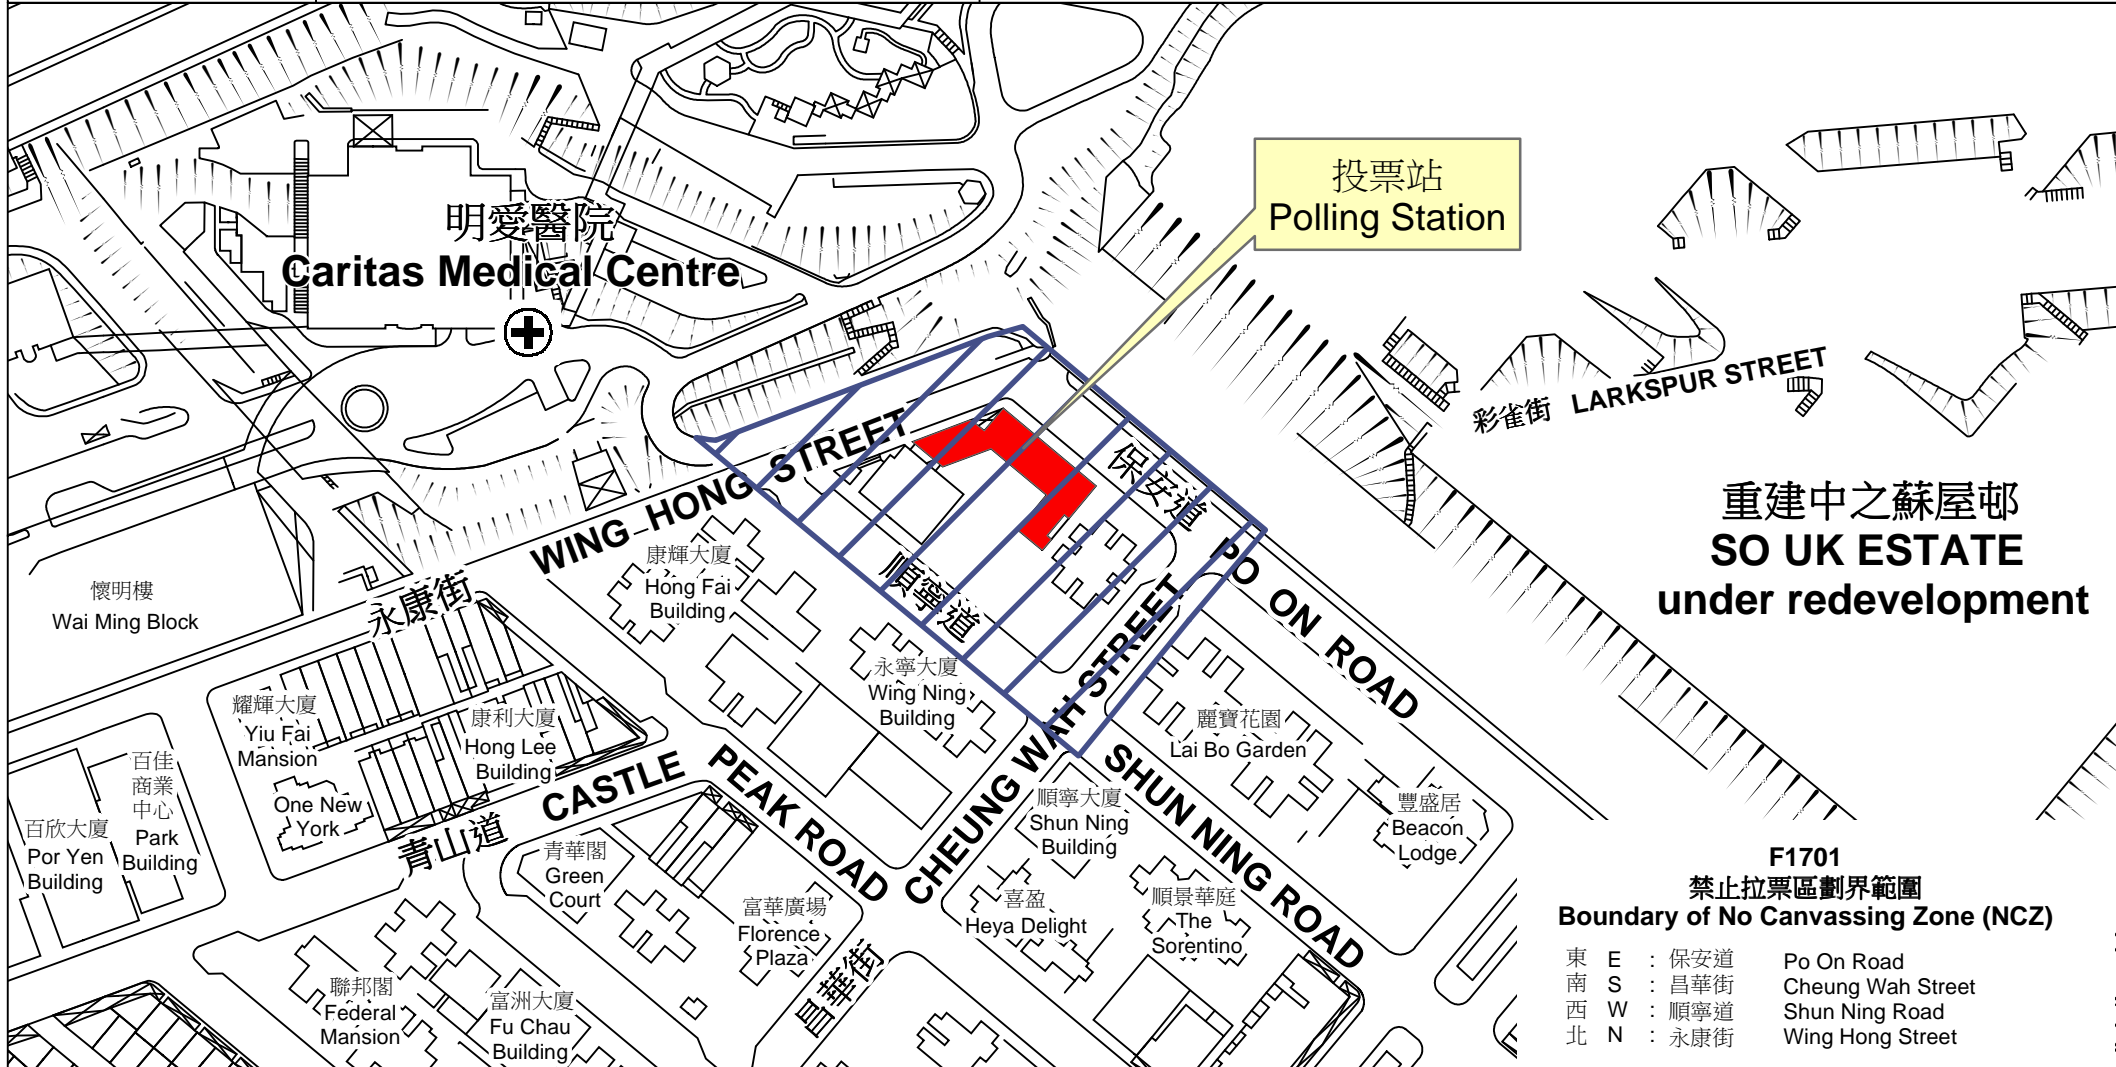 投票站
Polling Station
明愛醫院
Caritas Medical Centre
彩雀街 LARKSPUR STREET
重建中之蘇屋邨
SO UK ESTATE
under redevelopment
保安道
PO ON ROAD
WING HONG STREET
永康街
順寧道
SHUN NING ROAD
CHEUNG WAH STREET
昌華街
CASTLE PEAK ROAD
青山道
懷明樓
Wai Ming Block
康輝大廈
Hong Fai
Building
永寧大廈
Wing Ning
Building
耀輝大廈
Yiu Fai
Mansion
康利大廈
Hong Lee
Building
One New
York
百佳
商業
中心
Park
Building
百欣大廈
Por Yen
Building
青華閣
Green
Court
富華廣場
Florence
Plaza
聯邦閣
Federal
Mansion
富洲大廈
Fu Chau
Building
麗寶花園
Lai Bo Garden
順寧大廈
Shun Ning
Building
豐盛居
Beacon
Lodge
喜盈
Heya Delight
順景華庭
The
Sorentino
F1701
禁止拉票區劃界範圍
Boundary of No Canvassing Zone (NCZ)
東 E : 保安道 Po On Road
南 S : 昌華街 Cheung Wah Street
西 W : 順寧道 Shun Ning Road
北 N : 永康街 Wing Hong Street